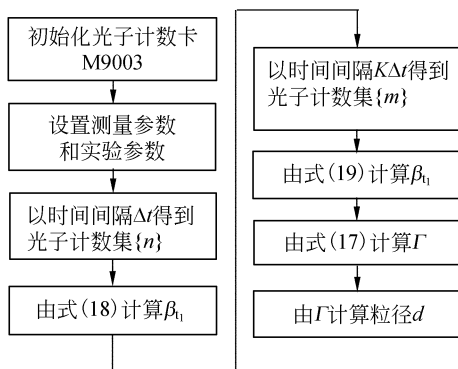 初始化光子计数卡
M9003
设置测量参数
和实验参数
以时间间隔Δt得到
光子计数集{n}
由式(18)计算βt₁
以时间间隔KΔt得到
光子计数集{m}
由式(19)计算βt₁
由式(17)计算Γ
由Γ计算粒径d